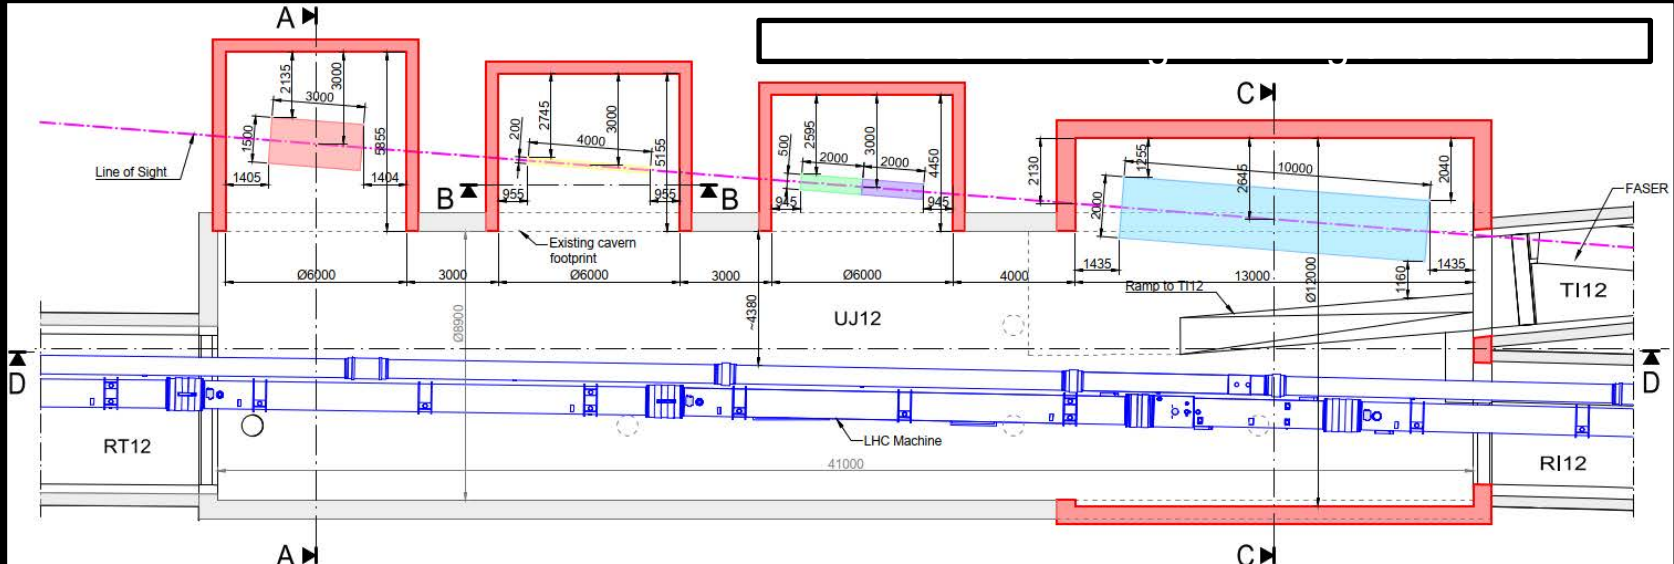 A
C
2135
3000
3000
1500
5855
1405
1404
Line of Sight
200
2745
4000
3000
5155
955
955
B
B
500
2595
2000
3000
2000
4450
945
945
2130
1255
2645
10000
2040
2000
1435
1435
1160
FASER
Existing cavern
footprint
Ø6000
3000
Ø6000
3000
Ø6000
4000
13000
Ø12000
Ramp to TI12
TI12
Ø8900
~4380
UJ12
D
D
LHC Machine
RT12
RI12
41000
A
C